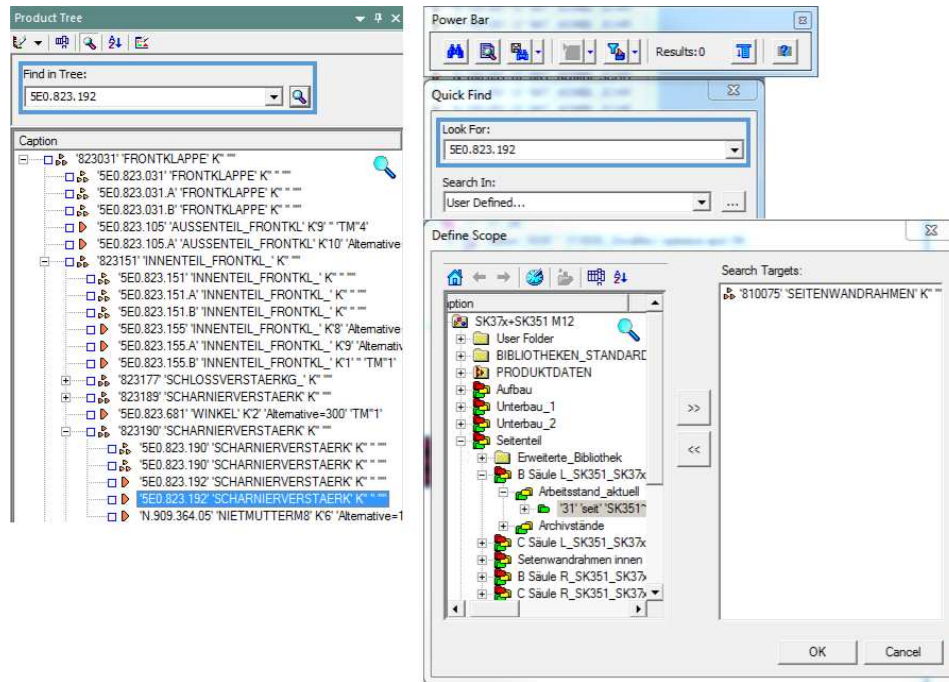 Product Tree
Find in Tree:
5E0.823.192
Caption
'823031' 'FRONTKLAPPE' K'' ''''
'5E0.823.031' 'FRONTKLAPPE' K'' '' ''''
'5E0.823.031.A' 'FRONTKLAPPE' K'' ''''
'5E0.823.031.B' 'FRONTKLAPPE' K'' ''''
'5E0.823.105' 'AUSSENTEIL_FRONTKL' K'9' '' 'TM''4'
'5E0.823.105.A' 'AUSSENTEIL_FRONTKL' K'10' 'Alternative
'823151' 'INNENTEIL_FRONTKL_' K'' ''''
'5E0.823.151' 'INNENTEIL_FRONTKL_' K'' '' ''''
'5E0.823.151.A' 'INNENTEIL_FRONTKL_' K'' ''''
'5E0.823.151.B' 'INNENTEIL_FRONTKL_' K'' ''''
'5E0.823.155' 'INNENTEIL_FRONTKL_' K'8' 'Alternative
'5E0.823.155.A' 'INNENTEIL_FRONTKL_' K'9' 'Alternativ
'5E0.823.155.B' 'INNENTEIL_FRONTKL_' K'1' '' 'TM''1'
'823177' 'SCHLOSSVERSTAERKG_' K'' ''''
'823189' 'SCHARNIERVERSTAERK' K'' ''''
'5E0.823.681' 'WINKEL' K'2' 'Alternative=300' 'TM''1'
'823190' 'SCHARNIERVERSTAERK' K'' ''''
'5E0.823.190' 'SCHARNIERVERSTAERK' K'' '' ''''
'5E0.823.190' 'SCHARNIERVERSTAERK' K'' '' ''''
'5E0.823.192' 'SCHARNIERVERSTAERK' K'' '' ''''
'5E0.823.192' 'SCHARNIERVERSTAERK' K'' '' ''''
'N.909.364.05' 'NIETMUTTERM8' K'6' 'Alternative=1
Power Bar
Results:0
Quick Find
Look For:
5E0.823.192
Search In:
User Defined...
...
Define Scope
ption
SK37x+SK351 M12
User Folder
BIBLIOTHEKEN_STANDARD
PRODUKTDATEN
Aufbau
Unterbau_1
Unterbau_2
Seitenteil
Erweiterte_Bibliothek
B Säule L_SK351_SK37x
Arbeitsstand_aktuell
'31' 'seit' 'SK351~
Archivstände
C Säule L_SK351_SK37x
Setenwandrahmen innen
B Säule R_SK351_SK37x
C Säule R_SK351_SK37x
>>
<<
Search Targets:
'810075' 'SEITENWANDRAHMEN' K'' ''''
OK
Cancel